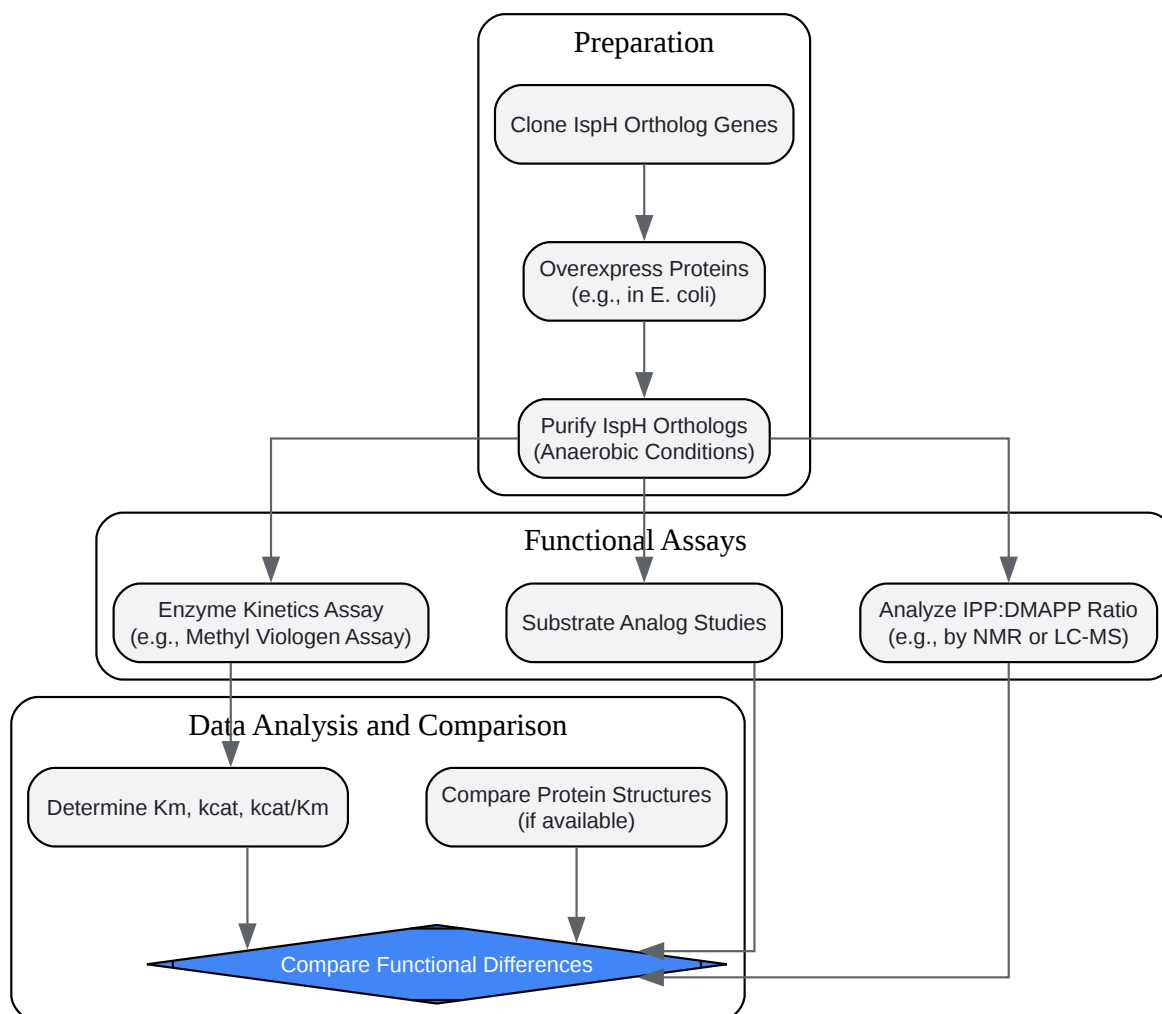 Preparation
Clone IspH Ortholog Genes
Overexpress Proteins
(e.g., in E. coli)
Purify IspH Orthologs
(Anaerobic Conditions)
Functional Assays
Enzyme Kinetics Assay
(e.g., Methyl Viologen Assay)
Substrate Analog Studies
Analyze IPP:DMAPP Ratio
(e.g., by NMR or LC-MS)
Data Analysis and Comparison
Determine Km, kcat, kcat/Km
Compare Protein Structures
(if available)
Compare Functional Differences